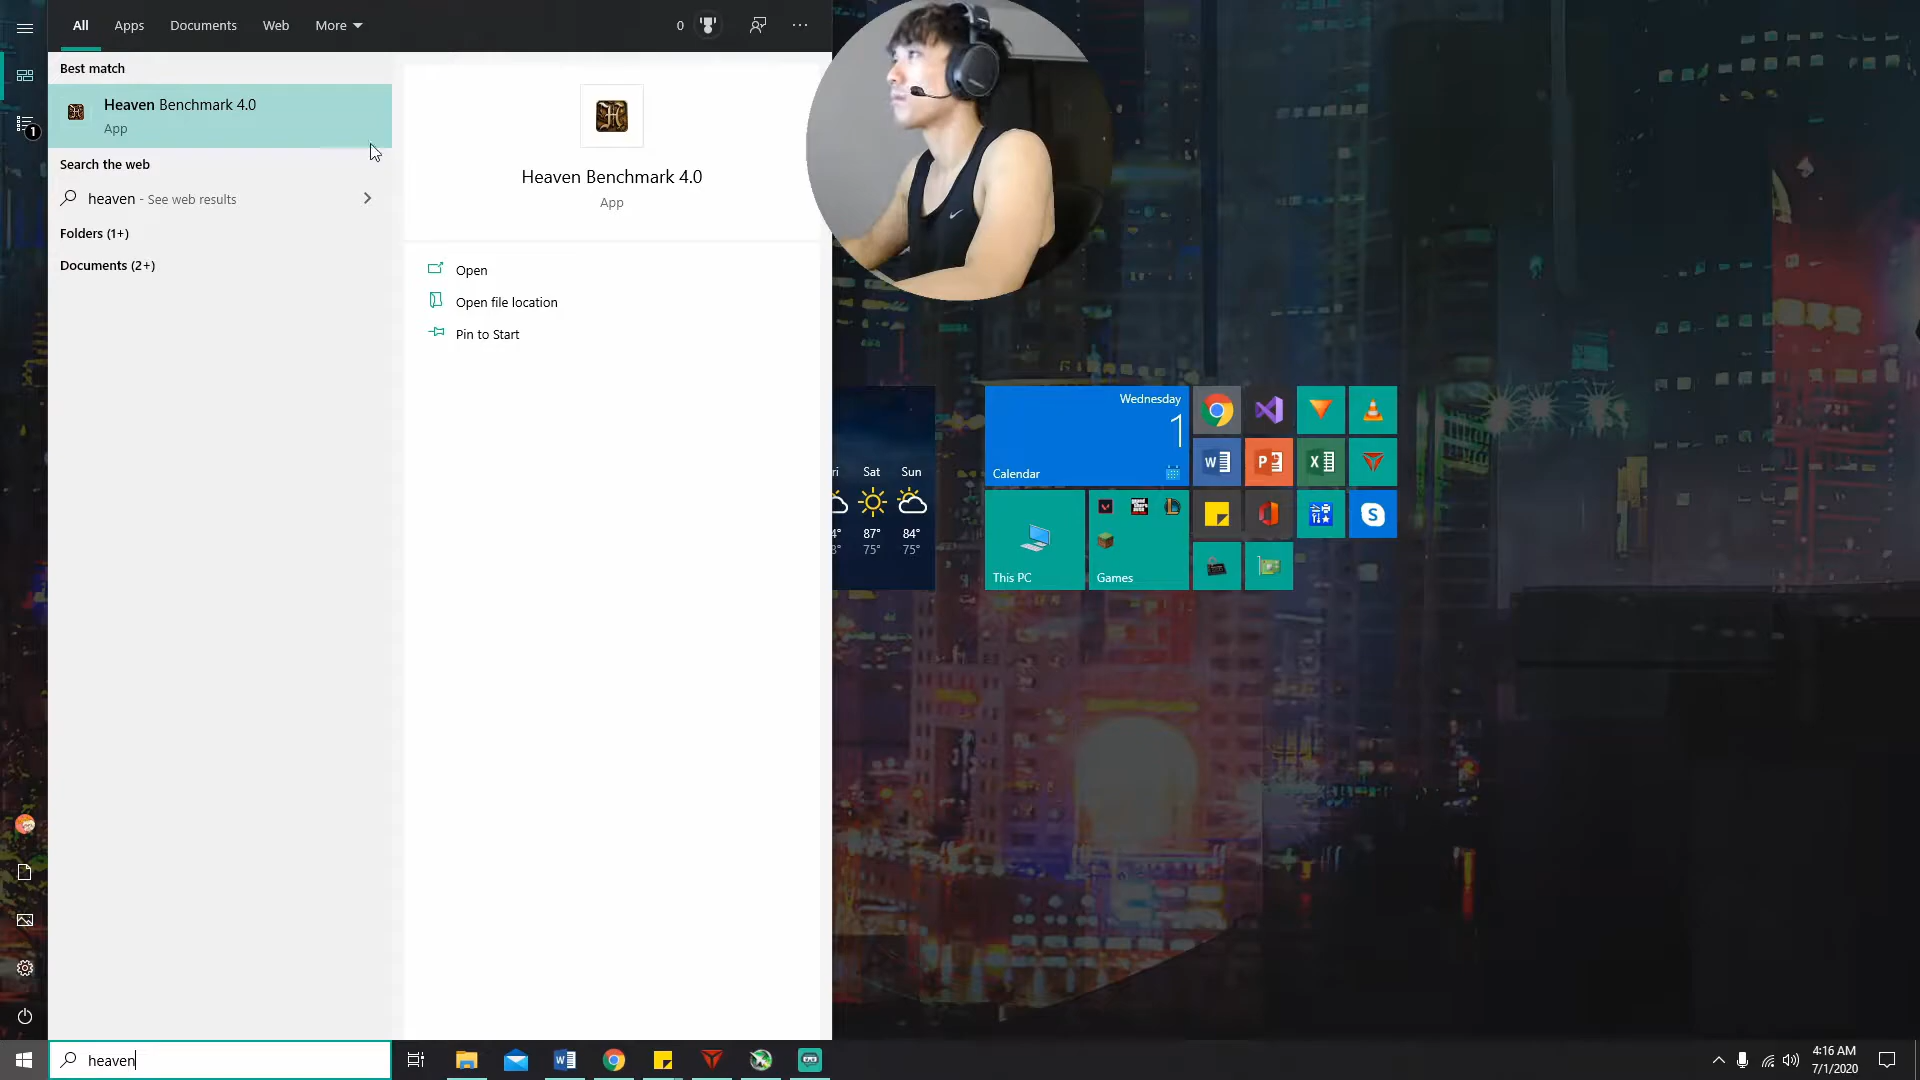 All
Apps
Documents
Web
More
0
Best match
Heaven Benchmark 4.0
App
Search the web
heaven - See web results
Folders (1+)
Documents (2+)
1
Heaven Benchmark 4.0
App
Open
Open file location
Pin to Start
Sat
Sun
87°
84°
75°
75°
Wednesday
1
Calendar
This PC
Games
heaven
4:16 AM
7/1/2020